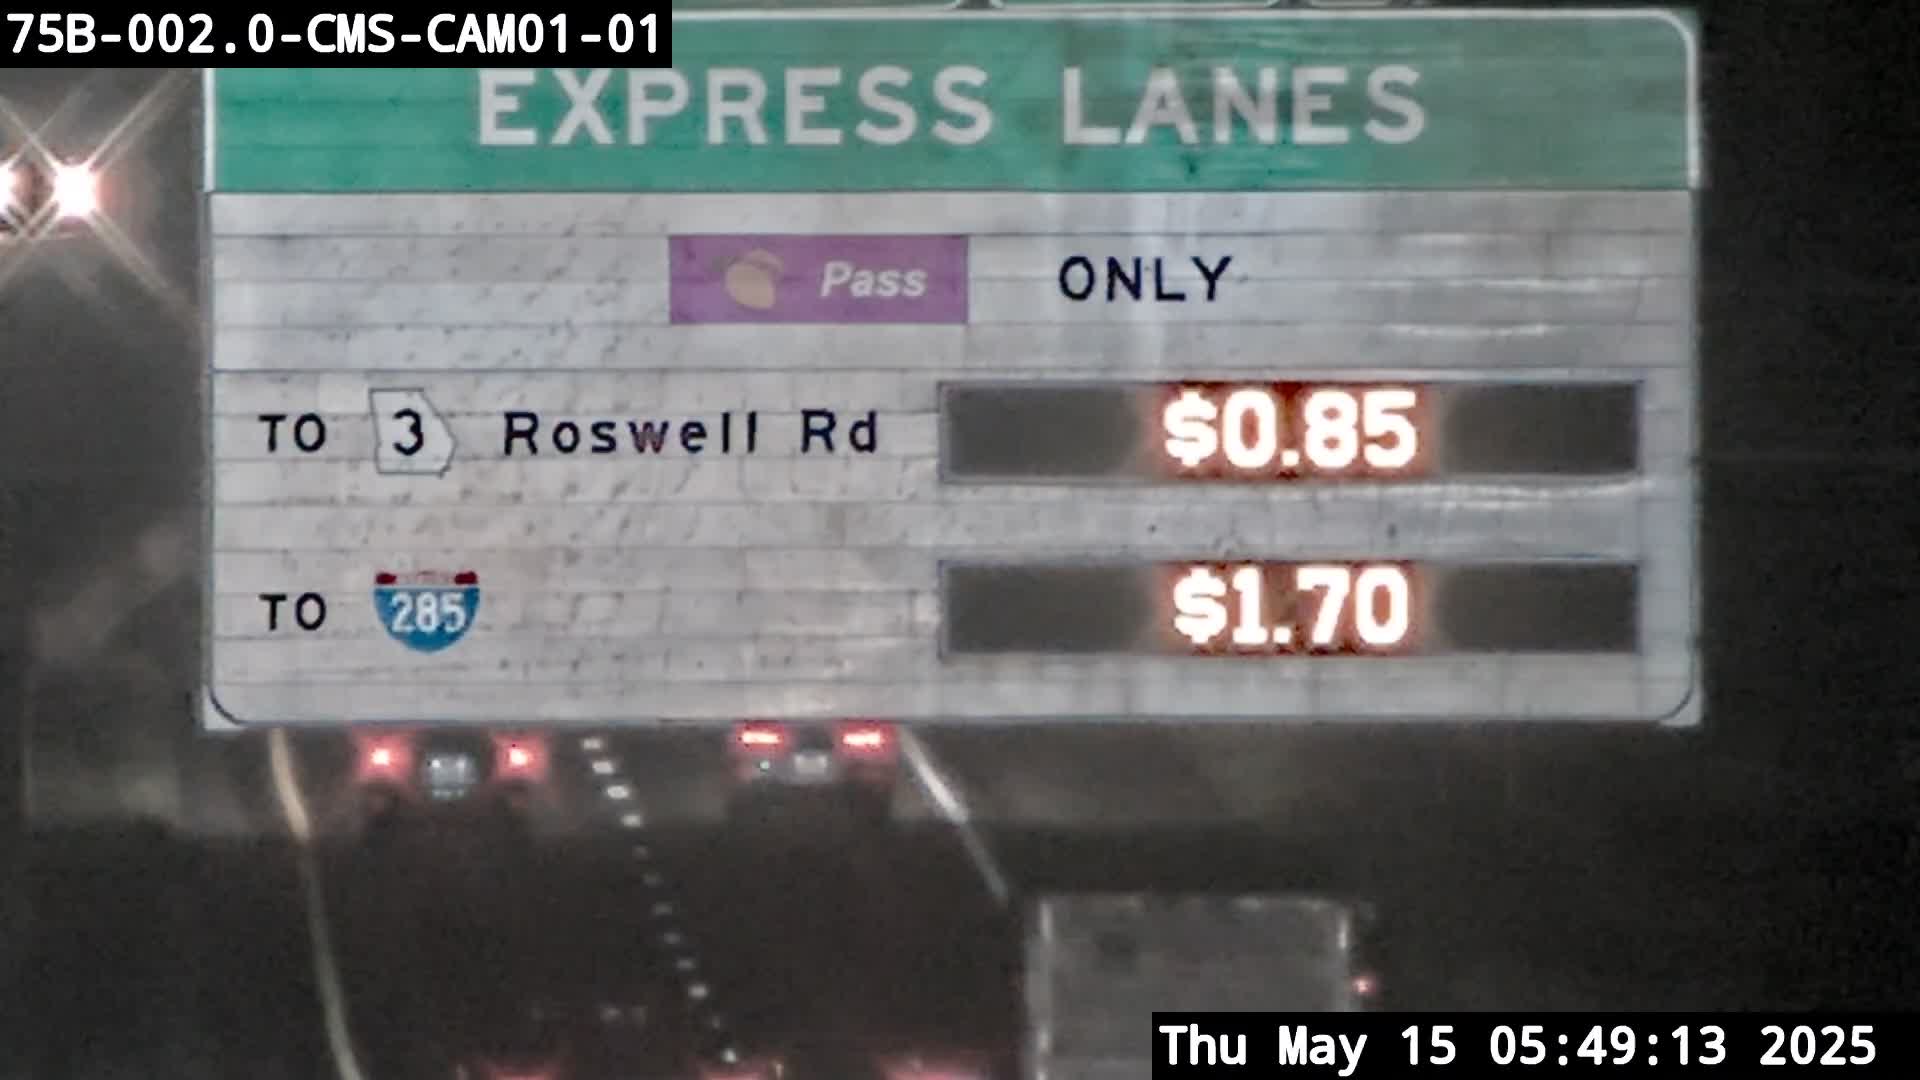 75B-002.0-CMS-CAM01-01
EXPRESS LANES
Pass ONLY
TO 3 Roswell Rd $0.85
TO 285 $1.70
Thu May 15 05:49:13 2025